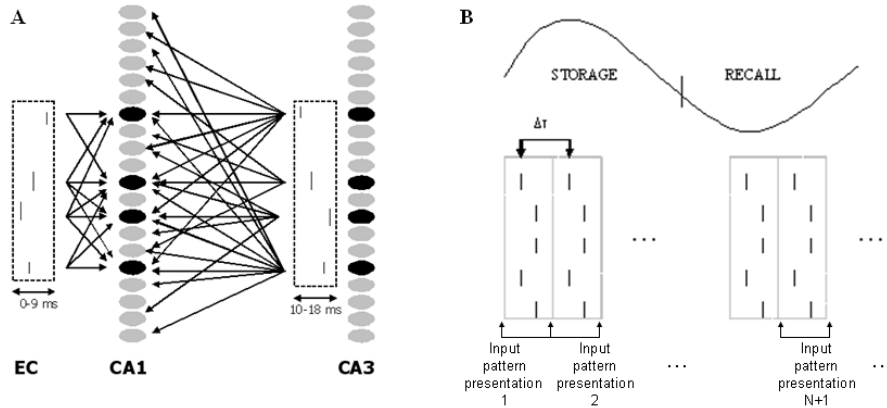 A
0-9 ms
10-18 ms
EC
CA1
CA3
B
STORAGE
RECALL
Δτ
...
...
Input
pattern
presentation
1
Input
pattern
presentation
2
...
Input
pattern
presentation
N+1
..